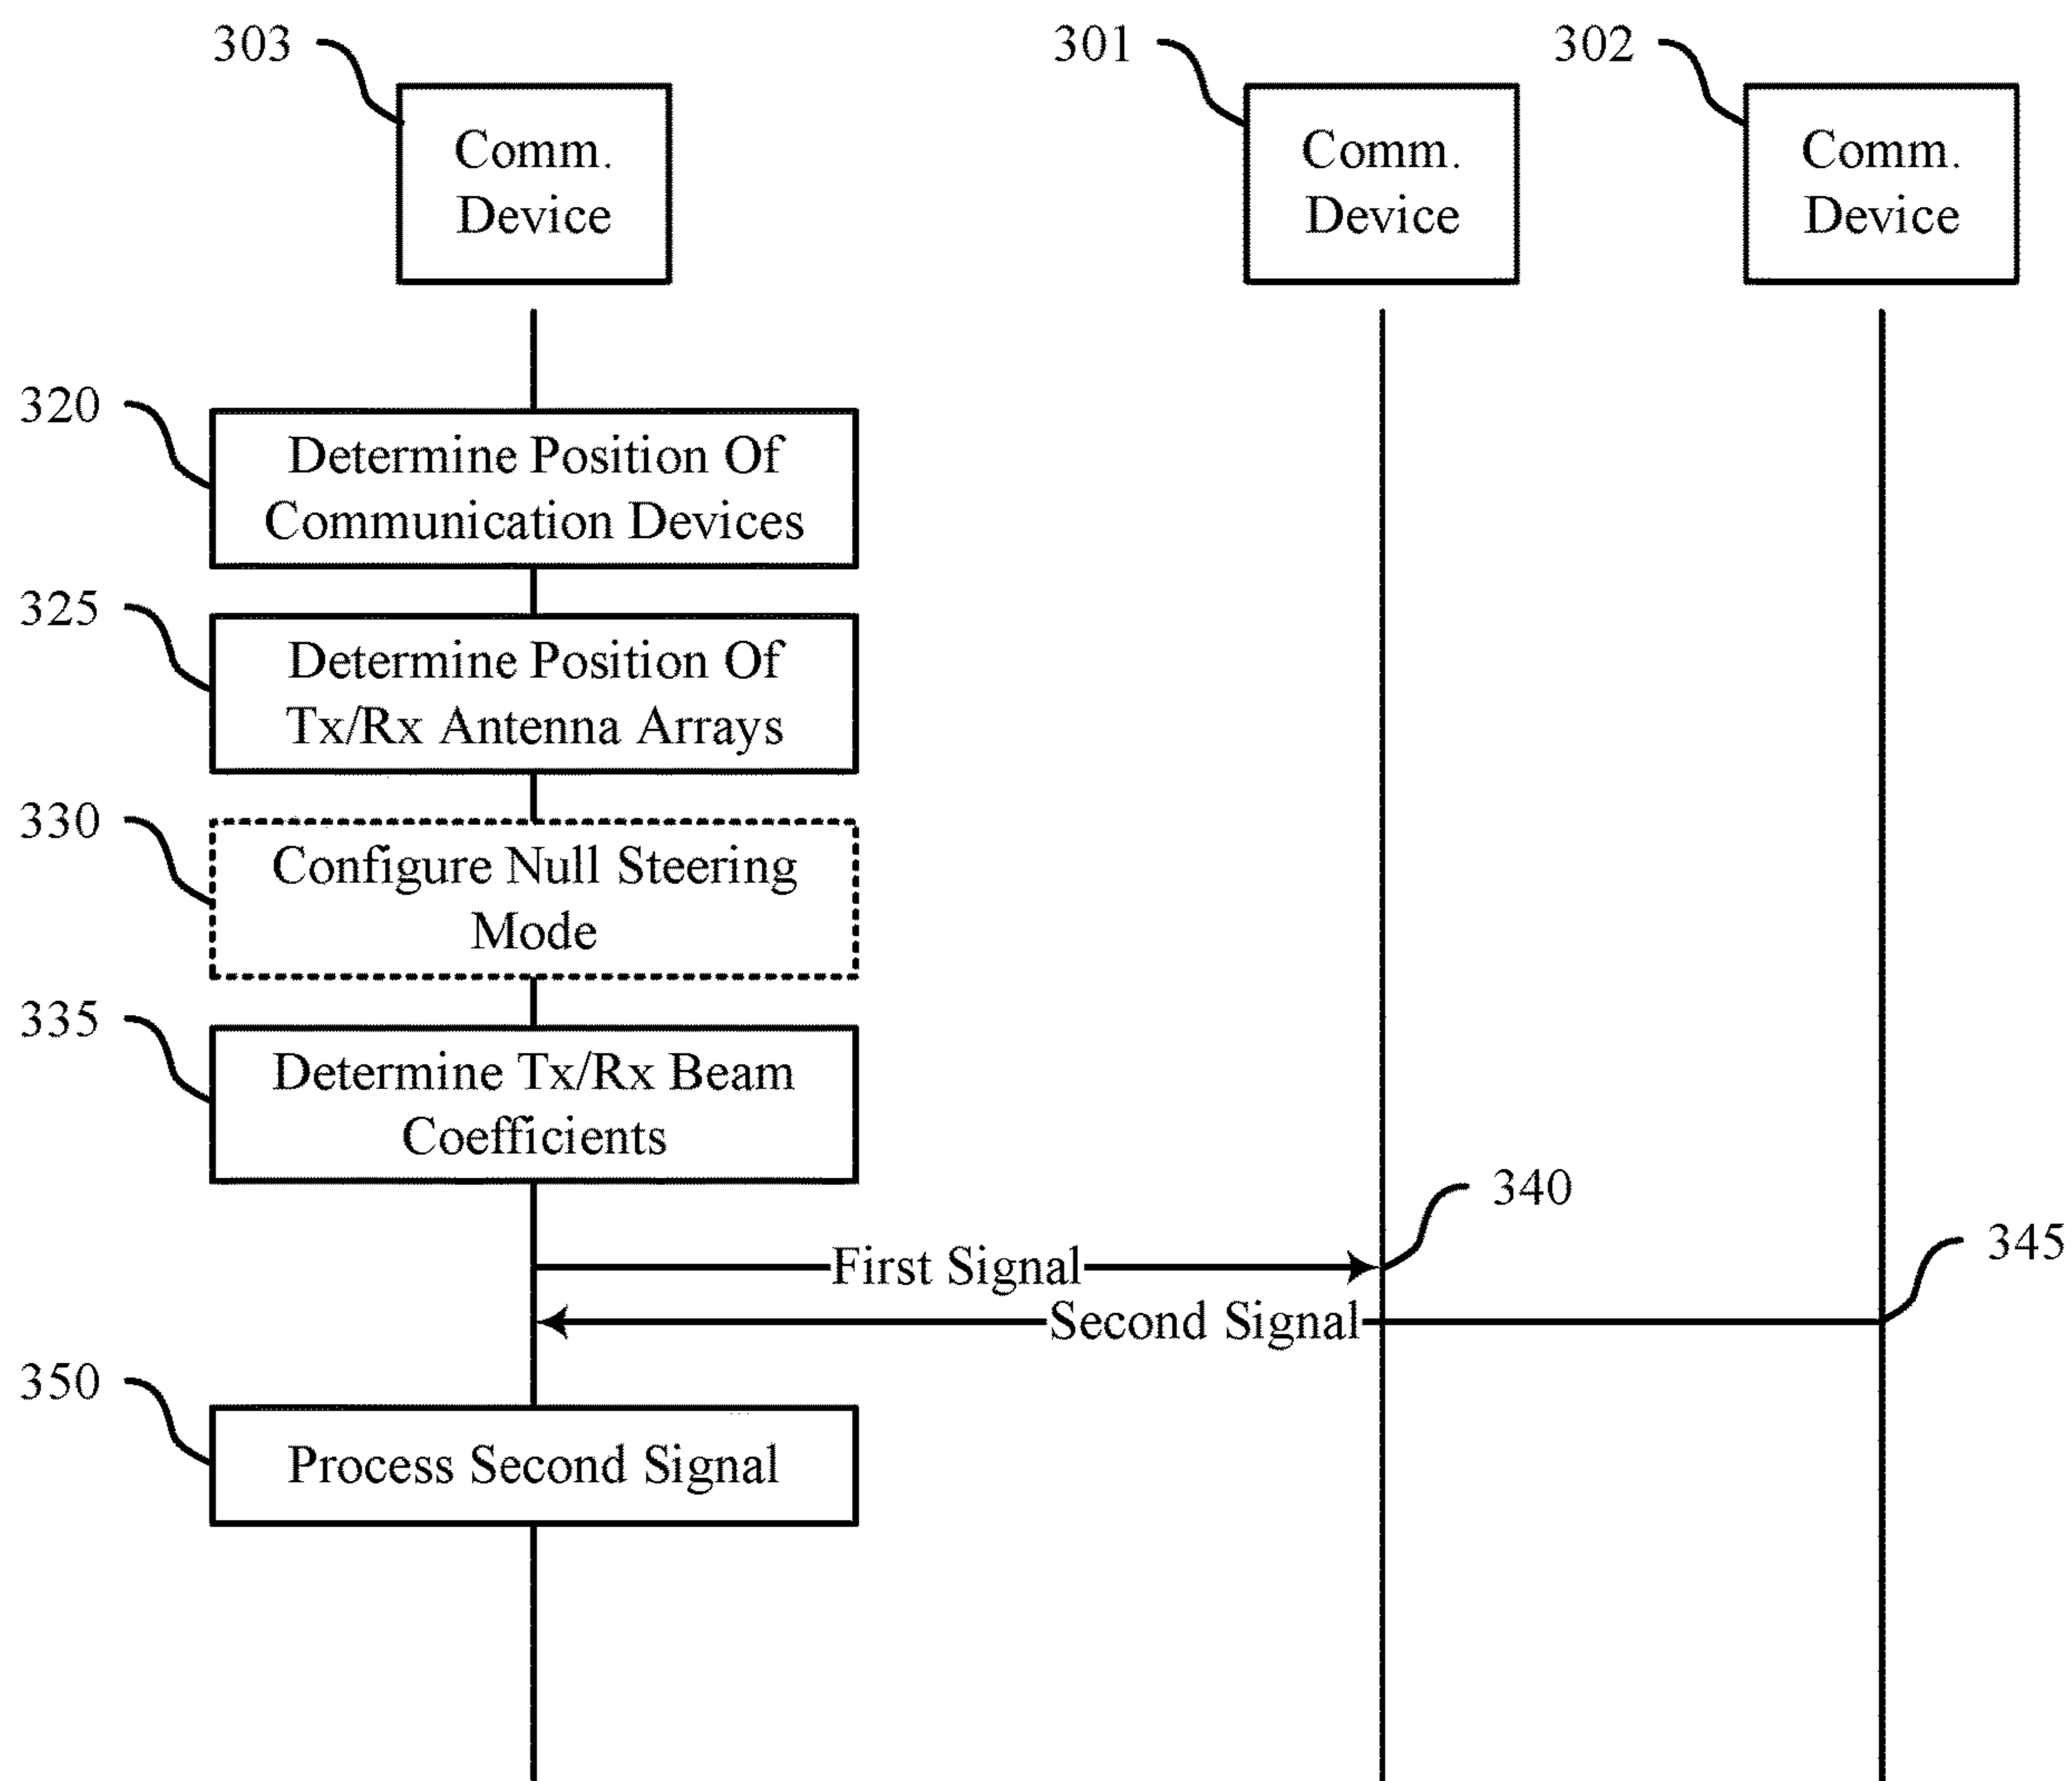 303
301
302
Comm.
Device
Comm.
Device
Comm.
Device
320
Determine Position Of
Communication Devices
325
Determine Position Of
Tx/Rx Antenna Arrays
330
Configure Null Steering
Mode
335
Determine Tx/Rx Beam
Coefficients
340
First Signal
345
Second Signal
350
Process Second Signal